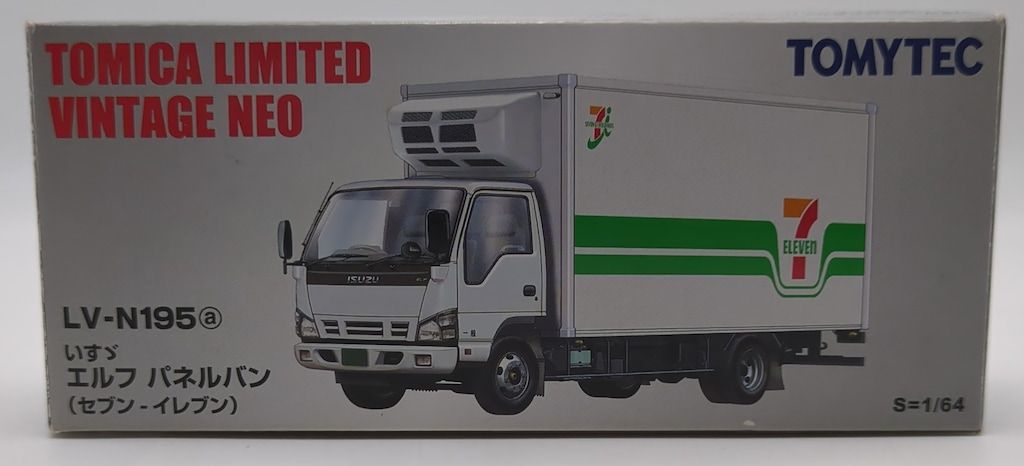 TOMICA LIMITED
VINTAGE NEO
TOMYTEC
7
ELEVEN
ISUZU
LV-N195ⓐ
いすゞ
エルフ パネルバン
(セブン-イレブン)
S=1/64